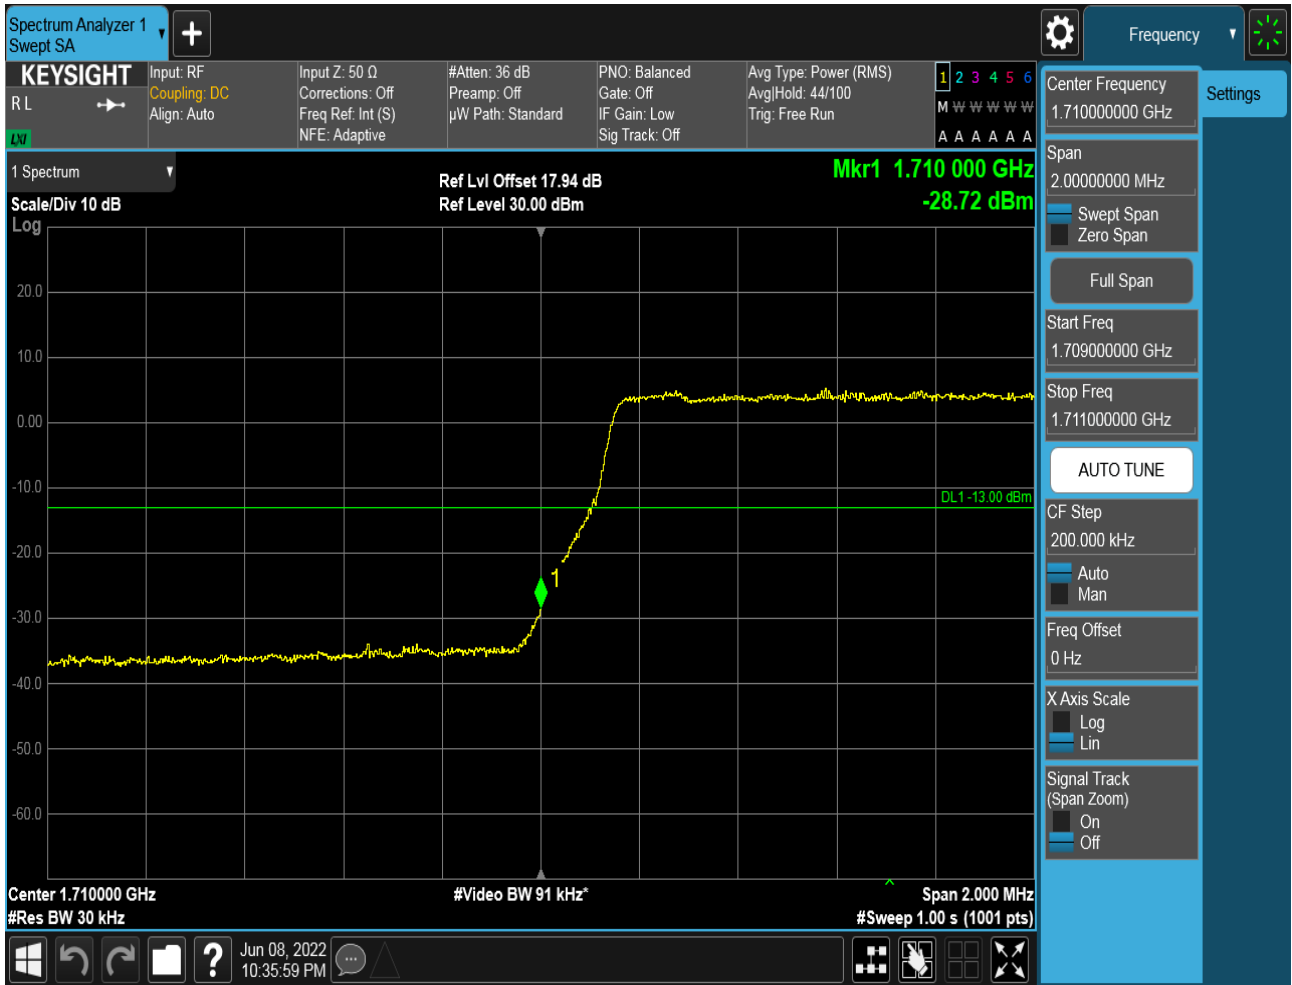 Spectrum Analyzer 1
Swept SA
Frequency
KEYSIGHT
R L
LXI
Input: RF
Coupling: DC
Align: Auto
Input Z: 50 Ω
Corrections: Off
Freq Ref: Int (S)
NFE: Adaptive
#Atten: 36 dB
Preamp: Off
µW Path: Standard
PNO: Balanced
Gate: Off
IF Gain: Low
Sig Track: Off
Avg Type: Power (RMS)
Avg|Hold: 44/100
Trig: Free Run
1 2 3 4 5 6
M W W W W W
A A A A A A
1 Spectrum
Scale/Div 10 dB
Log
Ref Lvl Offset 17.94 dB
Ref Level 30.00 dBm
Mkr1 1.710 000 GHz
-28.72 dBm
20.0
10.0
0.00
-10.0
-20.0
-30.0
-40.0
-50.0
-60.0
DL1 -13.00 dBm
1
Center 1.710000 GHz
#Res BW 30 kHz
#Video BW 91 kHz*
Span 2.000 MHz
#Sweep 1.00 s (1001 pts)
Jun 08, 2022
10:35:59 PM
Center Frequency
1.710000000 GHz
Settings
Span
2.00000000 MHz
Swept Span
Zero Span
Full Span
Start Freq
1.709000000 GHz
Stop Freq
1.711000000 GHz
AUTO TUNE
CF Step
200.000 kHz
Auto
Man
Freq Offset
0 Hz
X Axis Scale
Log
Lin
Signal Track
(Span Zoom)
On
Off